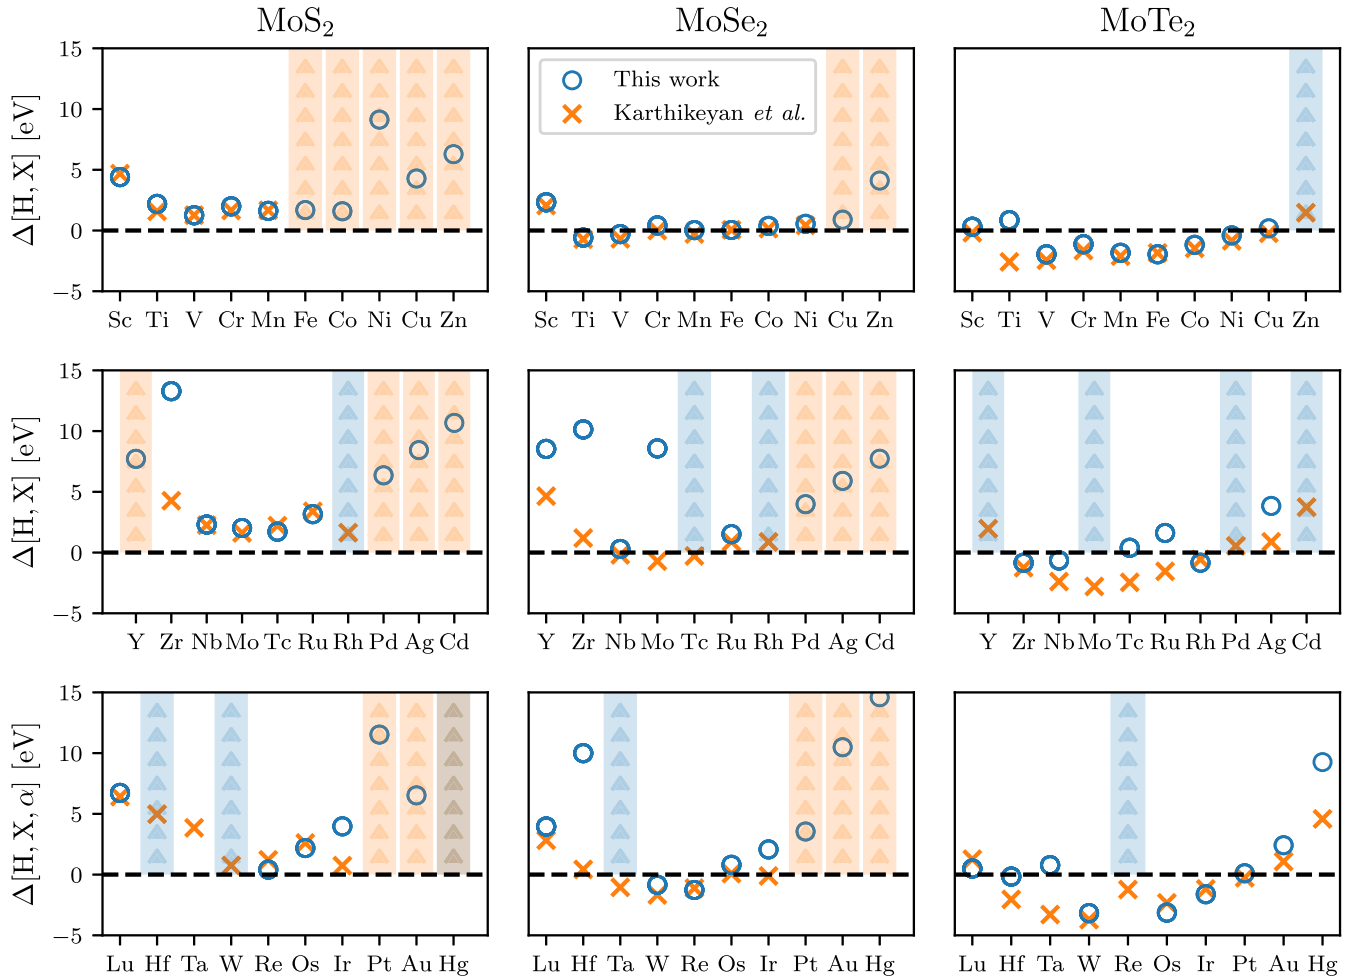 MoS₂ MoSe₂ MoTe₂
Δ[H, X] [eV]
15
10
5
0
−5
This work
Karthikeyan et al.
Sc Ti V Cr Mn Fe Co Ni Cu Zn
Sc Ti V Cr Mn Fe Co Ni Cu Zn
Sc Ti V Cr Mn Fe Co Ni Cu Zn
Δ[H, X] [eV]
15
10
5
0
−5
Y Zr Nb Mo Tc Ru Rh Pd Ag Cd
Y Zr Nb Mo Tc Ru Rh Pd Ag Cd
Y Zr Nb Mo Tc Ru Rh Pd Ag Cd
Δ[H, X, α] [eV]
15
10
5
0
−5
Lu Hf Ta W Re Os Ir Pt Au Hg
Lu Hf Ta W Re Os Ir Pt Au Hg
Lu Hf Ta W Re Os Ir Pt Au Hg